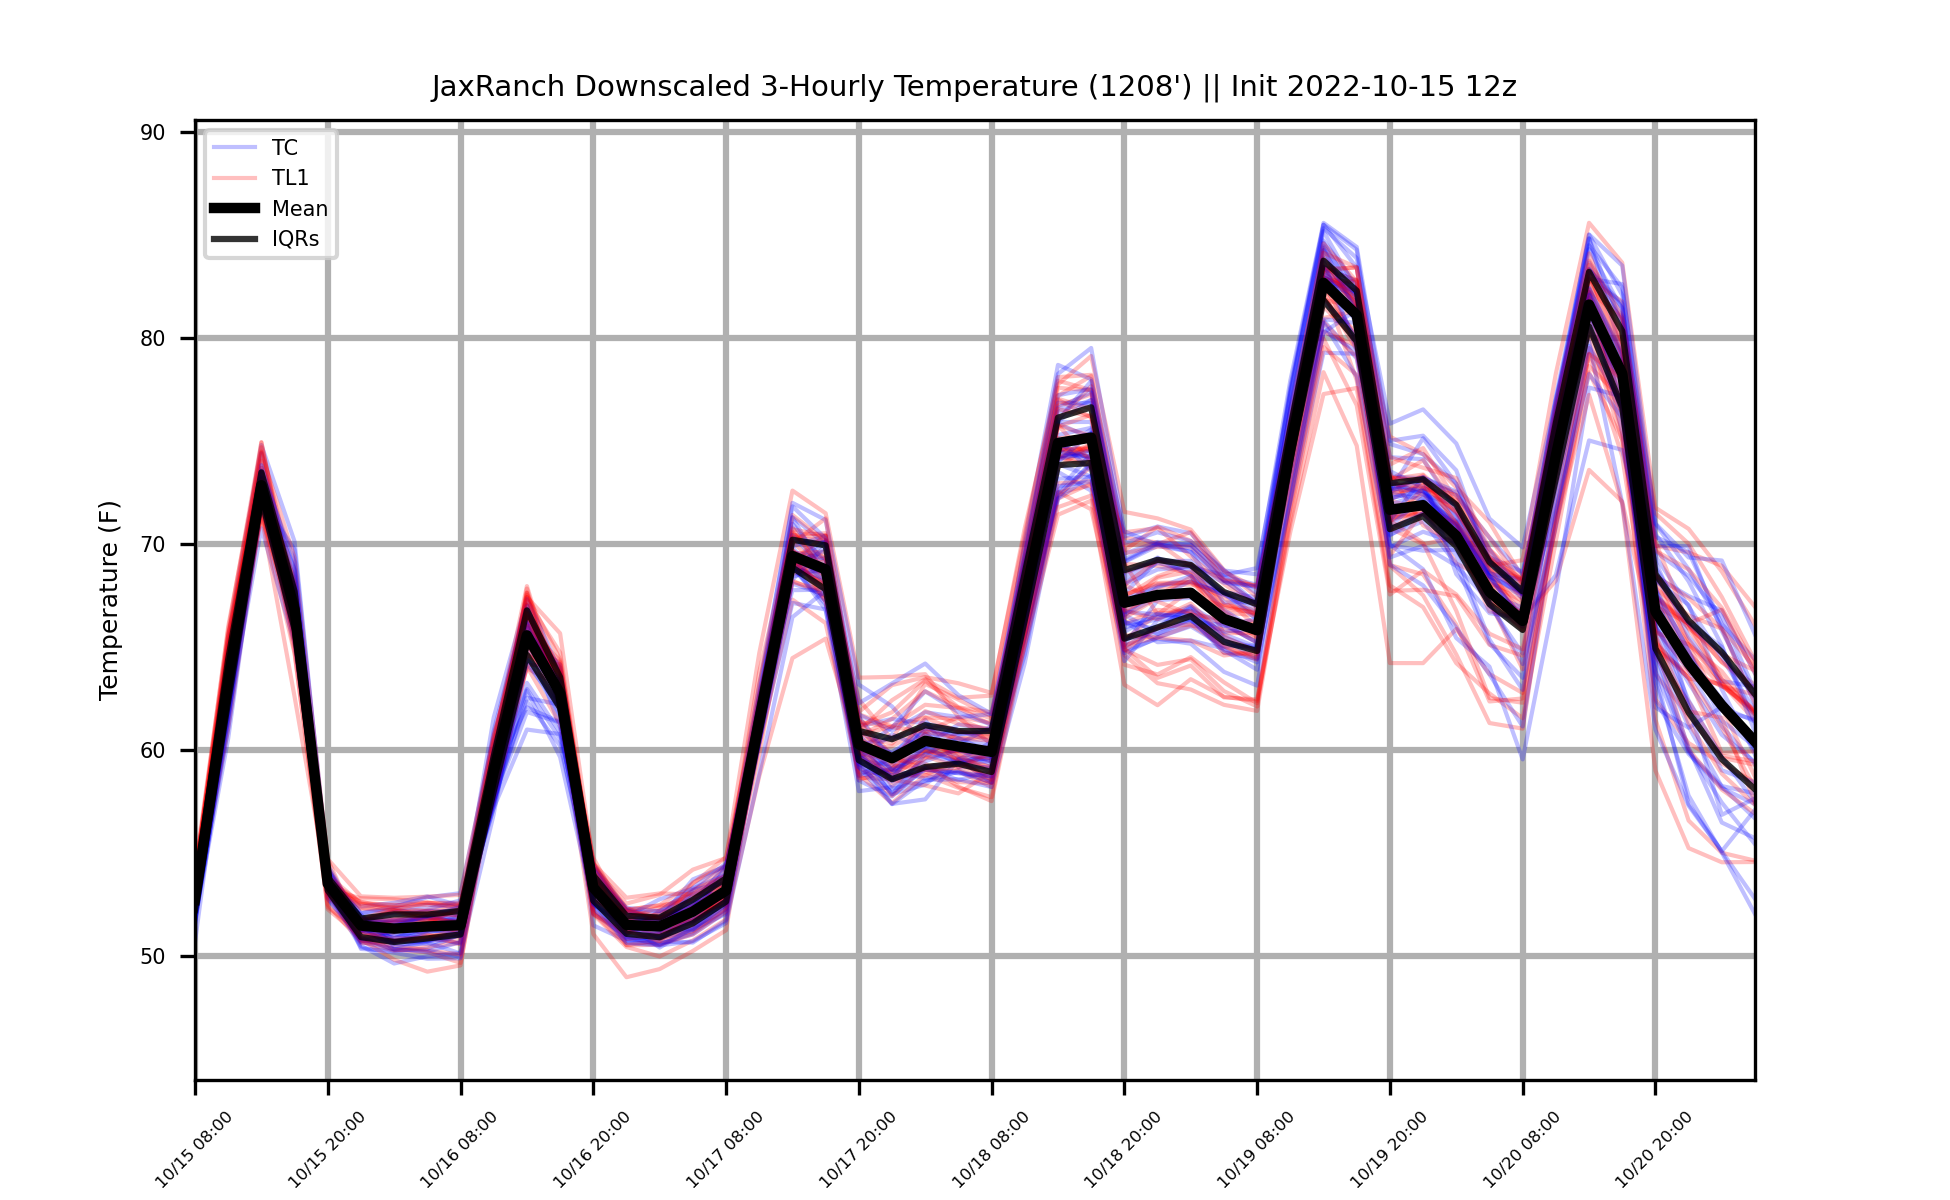 JaxRanch Downscaled 3-Hourly Temperature (1208') || Init 2022-10-15 12z
TC
TL1
Mean
IQRs
Temperature (F)
90
80
70
60
50
10/15 08:00
10/15 20:00
10/16 08:00
10/16 20:00
10/17 08:00
10/17 20:00
10/18 08:00
10/18 20:00
10/19 08:00
10/19 20:00
10/20 08:00
10/20 20:00